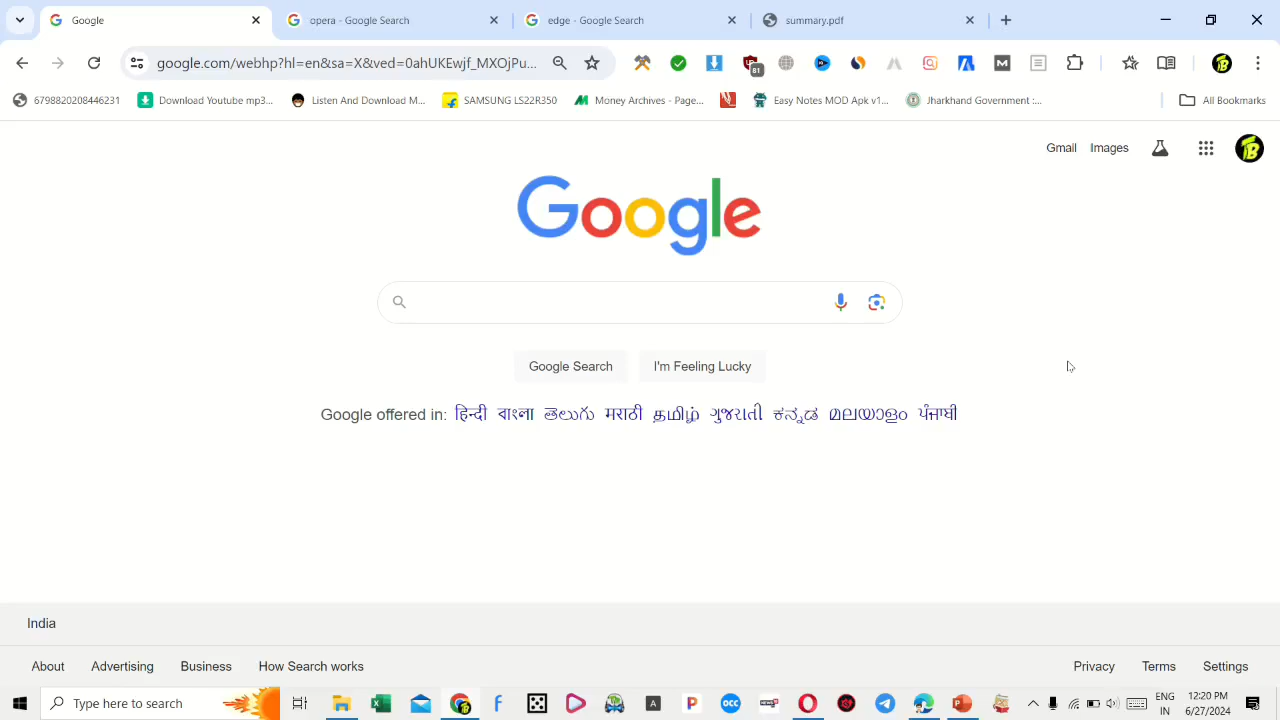 Google
opera - Google Search
edge - Google Search
summary.pdf
google.com/webhp?hl=en&sa=X&ved=0ahUKEwjf_MXOjPu...
81
6798820208446231
Download Youtube mp3...
Listen And Download M...
SAMSUNG LS22R350
Money Archives - Page...
Easy Notes MOD Apk v1...
Jharkhand Government :...
All Bookmarks
Gmail Images
Google
Google Search
I'm Feeling Lucky
Google offered in: हिन्दी বাংলা తెలుగు मराठी தமிழ் ગુજરાતી ಕನ್ನಡ മലയാളം ਪੰਜਾਬੀ
India
About Advertising Business How Search works
Privacy Terms Settings
Type here to search
ENG
IN
12:20 PM
6/27/2024